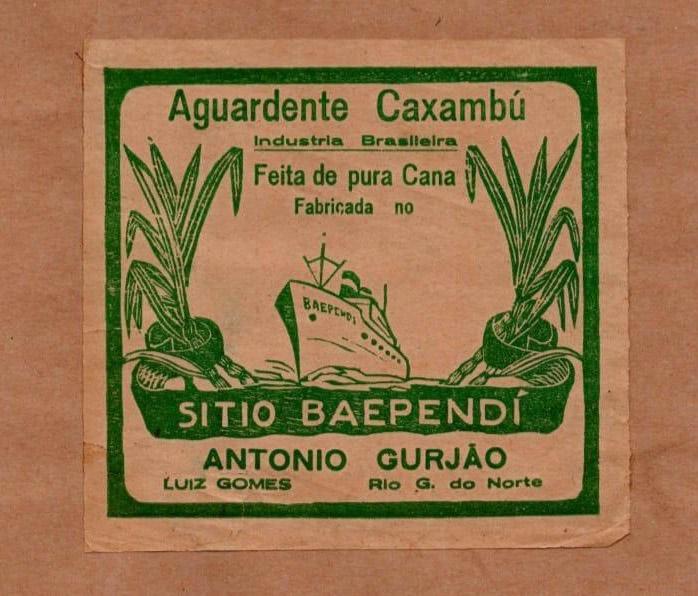 Aguardente Caxambú
Industria Brasileira
Feita de pura Cana
Fabricada no
BAEPENDI
SITIO BAEPENDÍ
ANTONIO GURJÃO
LUIZ GOMES Rio G. do Norte